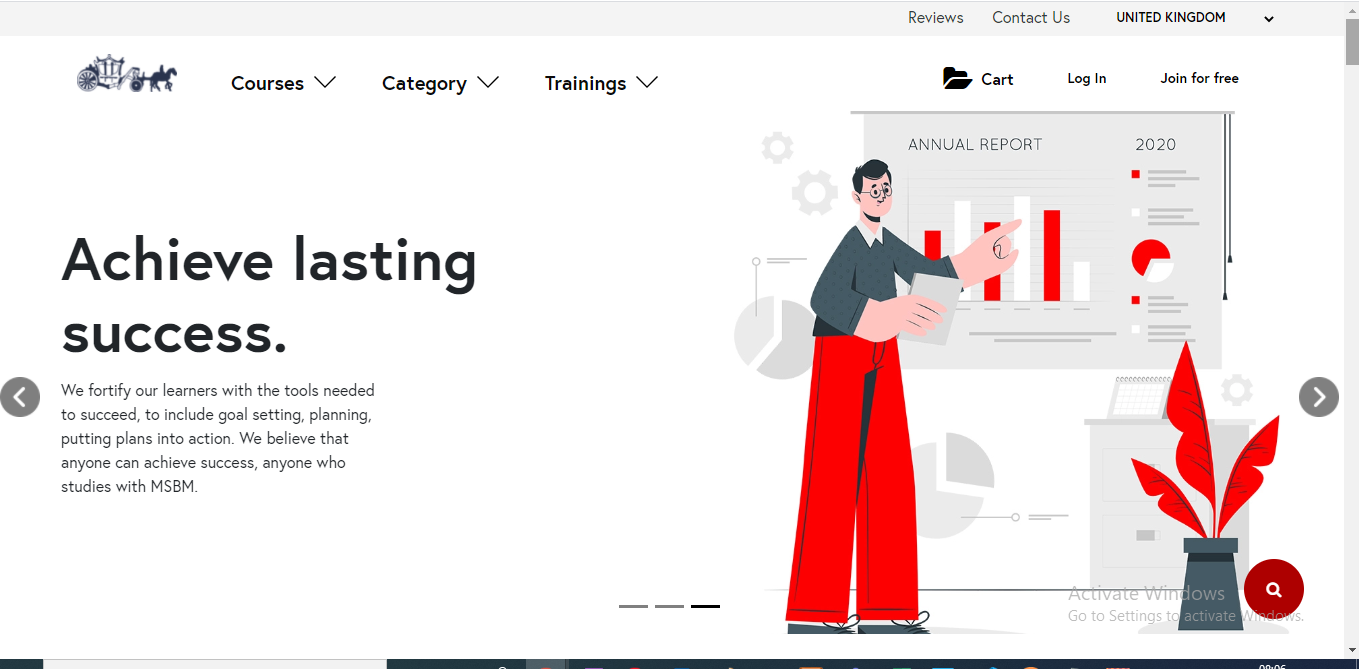 Reviews Contact Us UNITED KINGDOM
Courses Category Trainings Cart Log In Join for free
ANNUAL REPORT 2020
Achieve lasting
success.
We fortify our learners with the tools needed
to succeed, to include goal setting, planning,
putting plans into action. We believe that
anyone can achieve success, anyone who
studies with MSBM.
Activate Windows
Go to Settings to activate Windows.